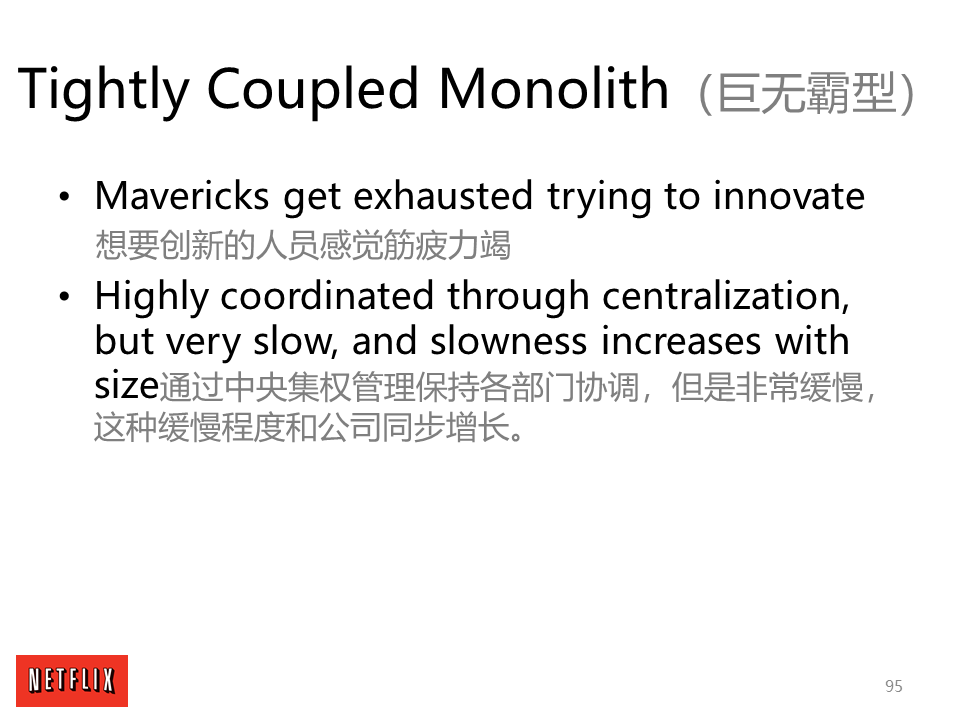 Tightly Coupled Monolith（巨无霸型）
• Mavericks get exhausted trying to innovate
想要创新的人员感觉筋疲力竭
• Highly coordinated through centralization,
but very slow, and slowness increases with
size通过中央集权管理保持各部门协调，但是非常缓慢，
这种缓慢程度和公司同步增长。
NETFLIX
95